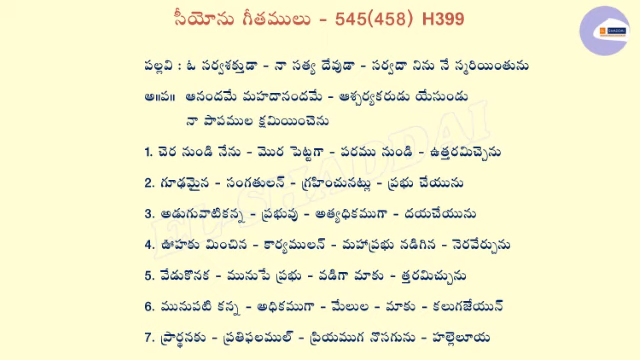 సీయోను గీతములు - 545(458) H399
పల్లవి : ఓ సర్వశక్తుడా - నా సత్య దేవుడా - సర్వదా నిను నే స్మరియింతును
అ॥ప॥ ఆనందమే మహదానందమే - ఆశ్చర్యకరుడు యేసుండు
నా పాపముల క్షమియించెను
1. చెర నుండి నేను - మొర పెట్టగా - పరము నుండి - ఉత్తరమిచ్చెను
2. గూఢమైన - సంగతులన్ - గ్రహించునట్లు - ప్రభు చేయును
3. అడుగువాటికన్న - ప్రభువు - అత్యధికముగా - దయచేయును
4. ఊహకు మించిన - కార్యములన్ - మహాప్రభు నడిగిన - నెరవేర్చును
5. వేడుకొనక - మునుపే ప్రభు - వడిగా మాకు - త్తరమిచ్చును
6. మునుపటి కన్న - అధికముగా - మేలుల - మాకు - కలుగజేయున్
7. ప్రార్థనకు - ప్రతిఫలముల్ - ప్రియముగ నొసగును - హల్లెలూయ
EL SHADDAI